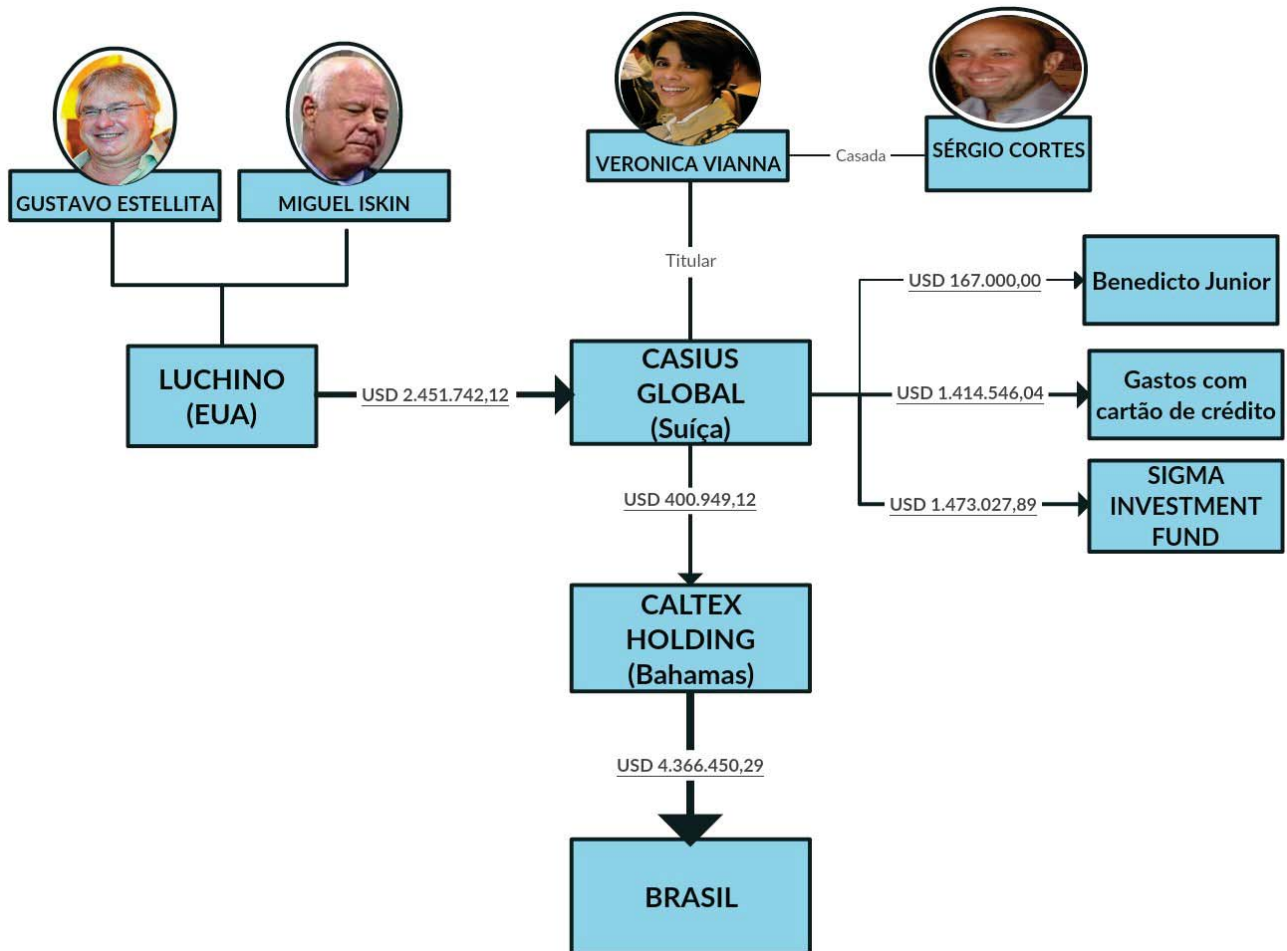 GUSTAVO ESTELLITA
MIGUEL ISKIN
VERONICA VIANNA
Casada
SÉRGIO CORTES
Titular
LUCHINO
(EUA)
USD 2.451.742,12
CASIUS
GLOBAL
(Suíça)
USD 167.000,00
Benedicto Junior
USD 1.414.546,04
Gastos com
cartão de crédito
USD 1.473.027,89
SIGMA
INVESTMENT
FUND
USD 400.949,12
CALTEX
HOLDING
(Bahamas)
USD 4.366.450,29
BRASIL